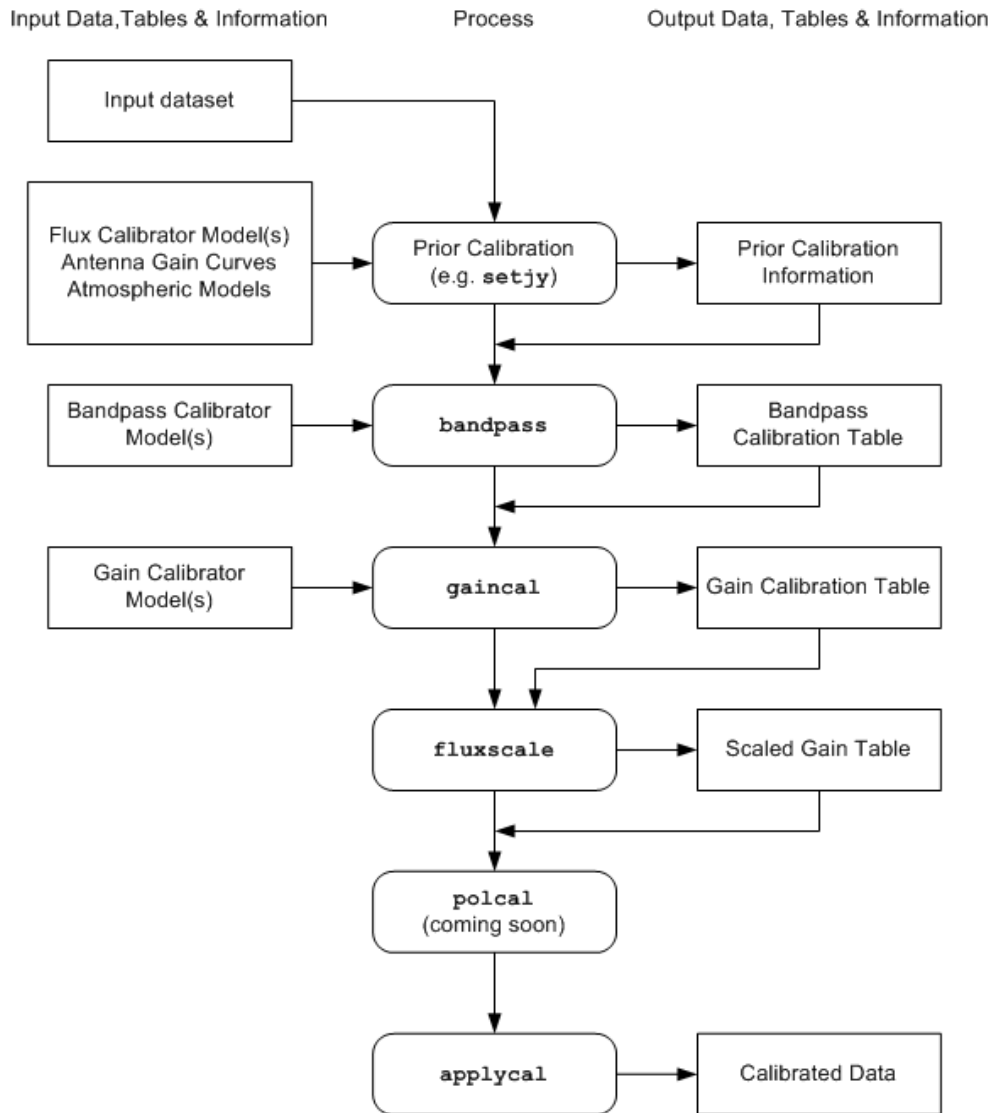 Input Data,Tables & Information
Process
Output Data, Tables & Information
Input dataset
Flux Calibrator Model(s)
Antenna Gain Curves
Atmospheric Models
Prior Calibration
(e.g. setjy)
Prior Calibration
Information
Bandpass Calibrator
Model(s)
bandpass
Bandpass
Calibration Table
Gain Calibrator
Model(s)
gaincal
Gain Calibration Table
fluxscale
Scaled Gain Table
polcal
(coming soon)
applycal
Calibrated Data